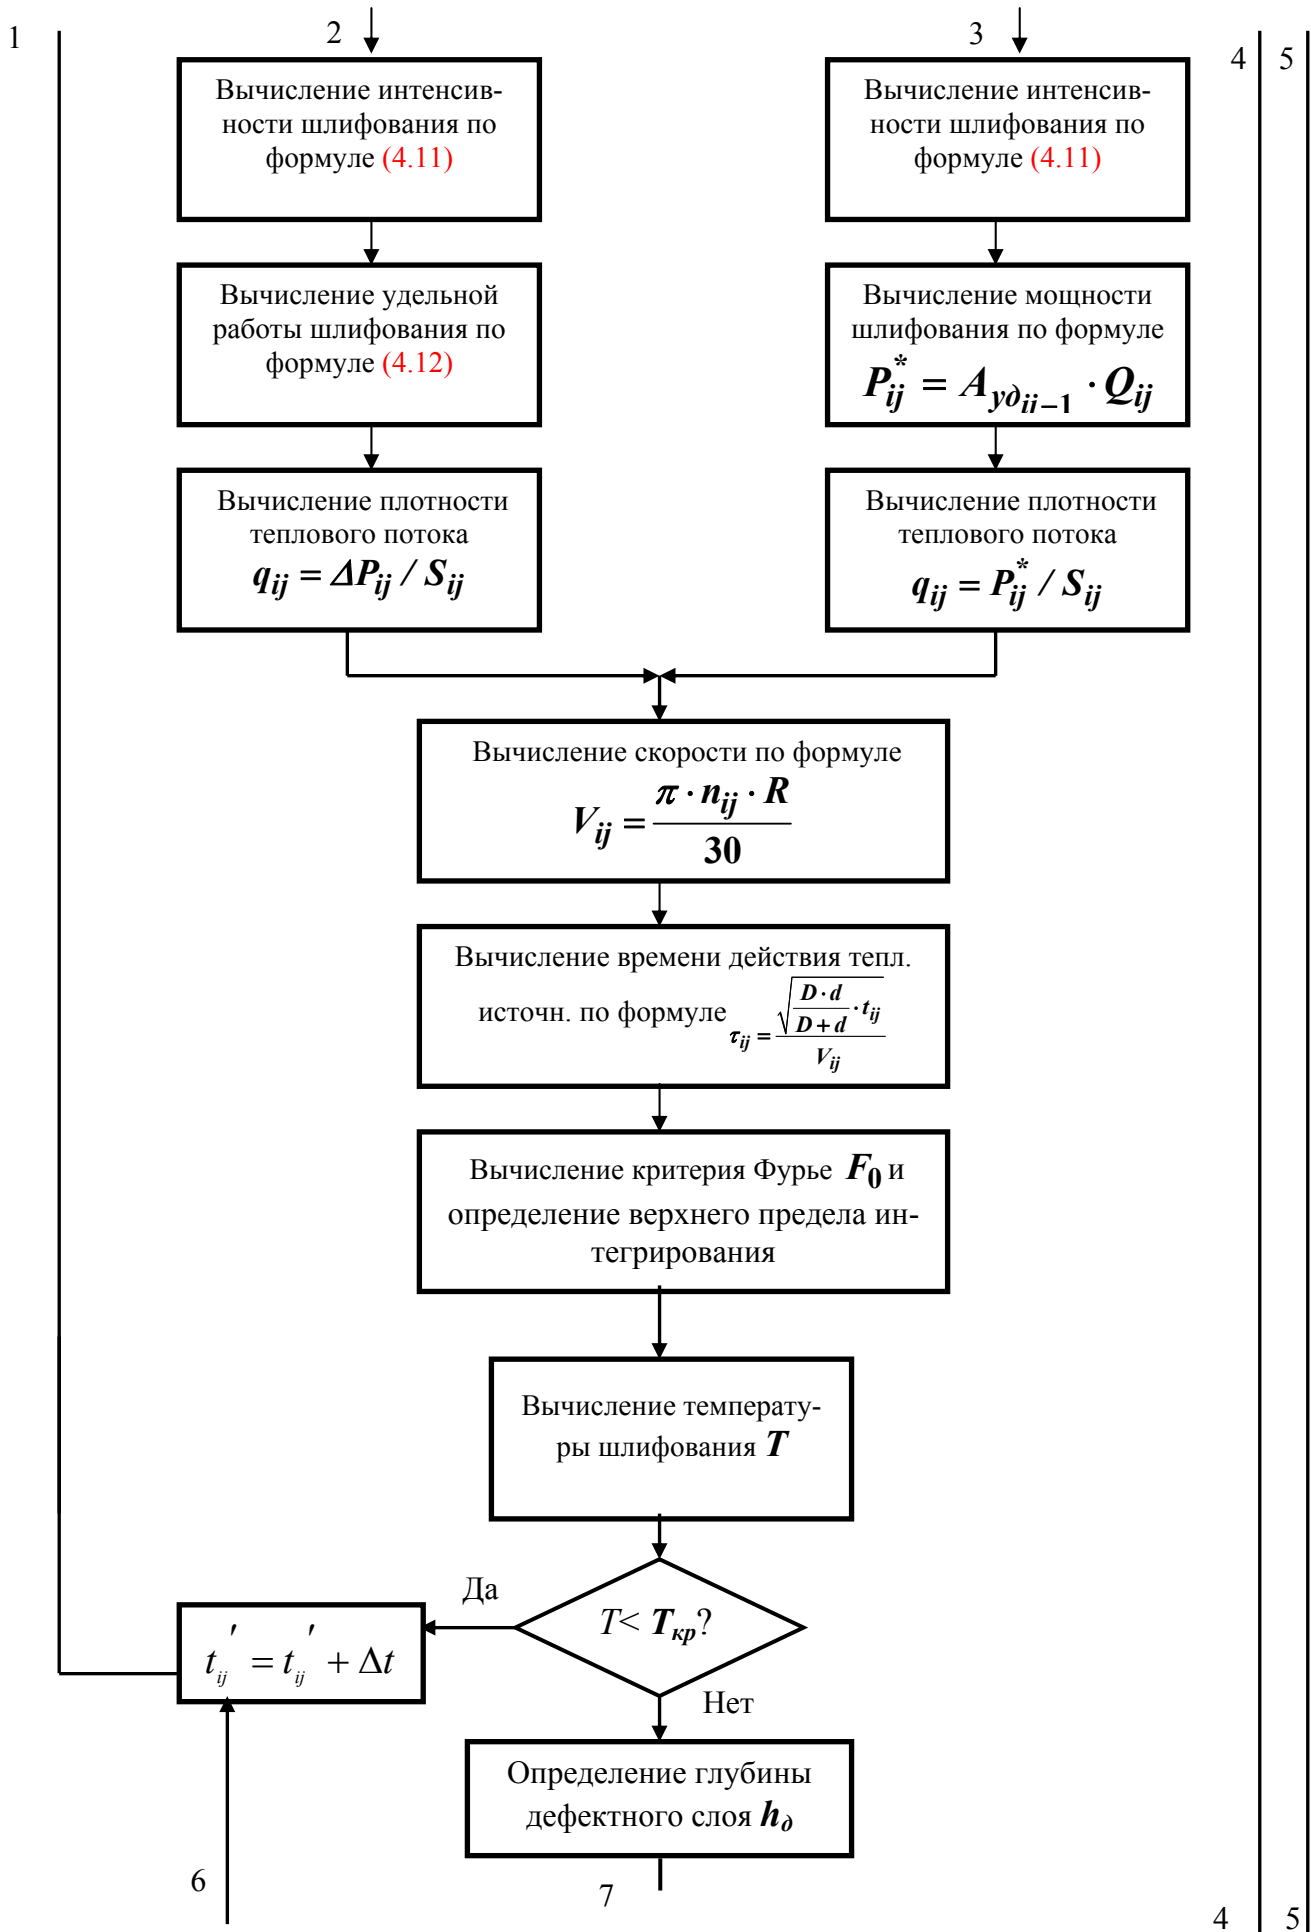 1
2
3
4
5
Вычисление интенсив-
ности шлифования по
формуле (4.11)
Вычисление интенсив-
ности шлифования по
формуле (4.11)
Вычисление удельной
работы шлифования по
формуле (4.12)
Вычисление мощности
шлифования по формуле
P*ij = Aуд ij−1 · Qij
Вычисление плотности
теплового потока
qij = ΔPij / Sij
Вычисление плотности
теплового потока
qij = P*ij / Sij
Вычисление скорости по формуле
Vij = π · nij · R / 30
Вычисление времени действия тепл.
источн. по формуле τij = √(D · d / D + d · tij) / Vij
Вычисление критерия Фурье F0 и
определение верхнего предела ин-
тегрирования
Вычисление температу-
ры шлифования T
Да
T< Tкр?
tij′ = tij′ + Δt
Нет
Определение глубины
дефектного слоя hд
6
7
4
5